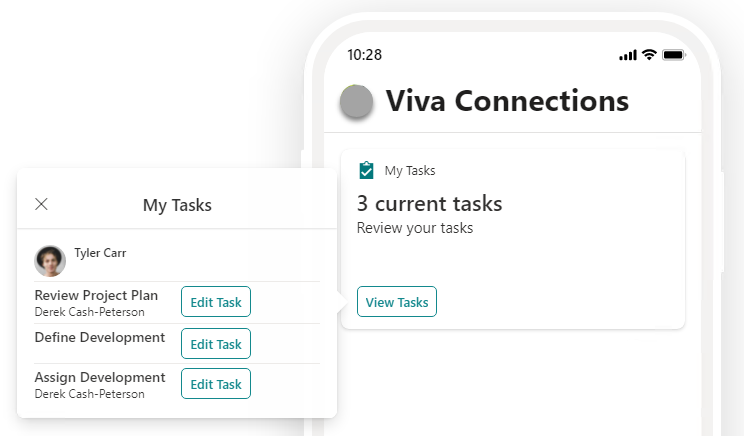 10:28
Viva Connections
My Tasks
3 current tasks
Review your tasks
View Tasks
My Tasks
Tyler Carr
Review Project Plan
Derek Cash-Peterson
Edit Task
Define Development
Edit Task
Assign Development
Derek Cash-Peterson
Edit Task